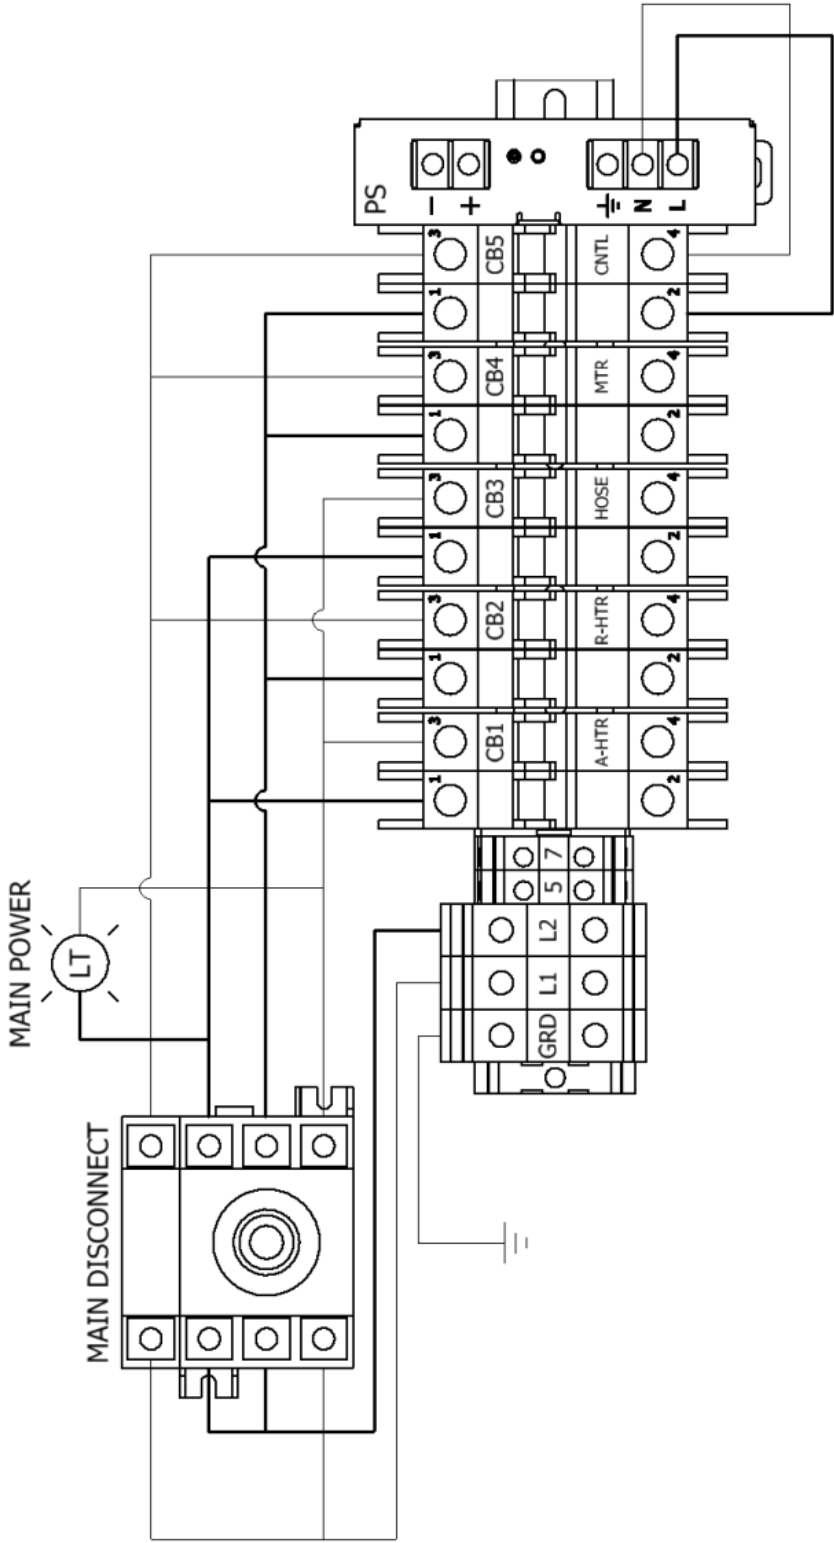 MAIN POWER
LT
MAIN DISCONNECT
PS
-
+
N
L
3
CB5
CNTL
4
1
2
3
CB4
MTR
4
1
2
3
CB3
HOSE
4
1
2
3
CB2
R-HTR
4
1
2
3
CB1
A-HTR
4
1
2
7
5
L2
L1
GRD